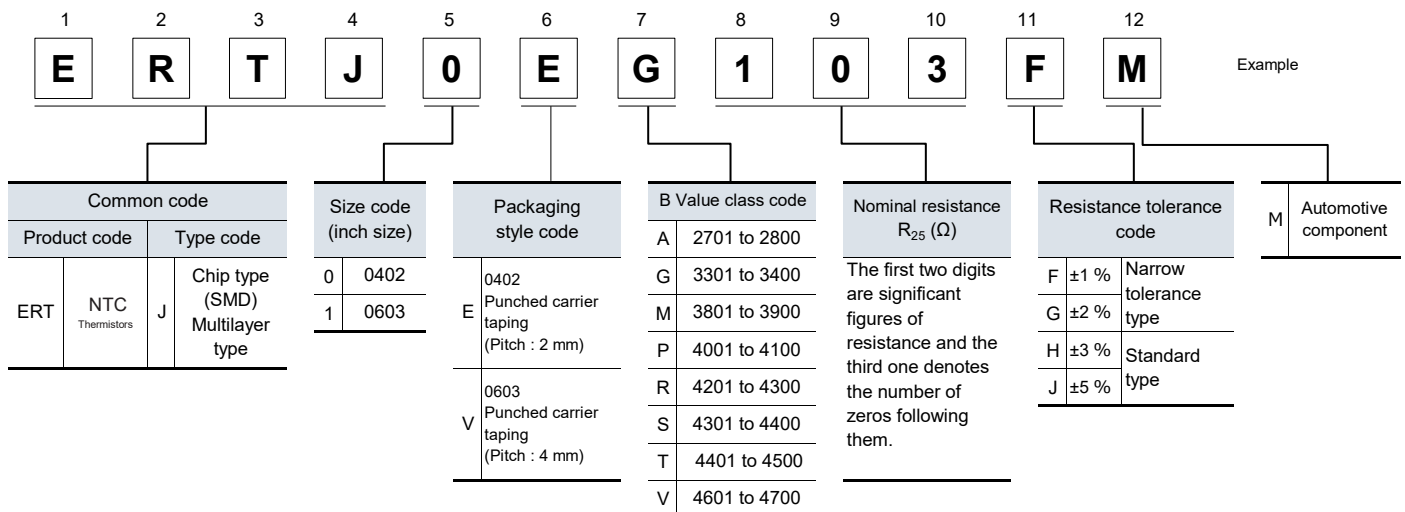 1 2 3 4 5 6 7 8 9 10 11 12
E R T J 0 E G 1 0 3 F M
Example
Common code
Product code Type code
ERT NTC Thermistors J Chip type (SMD) Multilayer type
Size code
(inch size)
0 0402
1 0603
Packaging
style code
E
0402
Punched carrier
taping
(Pitch : 2 mm)
V
0603
Punched carrier
taping
(Pitch : 4 mm)
B Value class code
A 2701 to 2800
G 3301 to 3400
M 3801 to 3900
P 4001 to 4100
R 4201 to 4300
S 4301 to 4400
T 4401 to 4500
V 4601 to 4700
Nominal resistance
R25 (Ω)
The first two digits
are significant
figures of
resistance and the
third one denotes
the number of
zeros following
them.
Resistance tolerance
code
F ±1 %
G ±2 %
Narrow
tolerance
type
H ±3 %
J ±5 %
Standard
type
M
Automotive
component